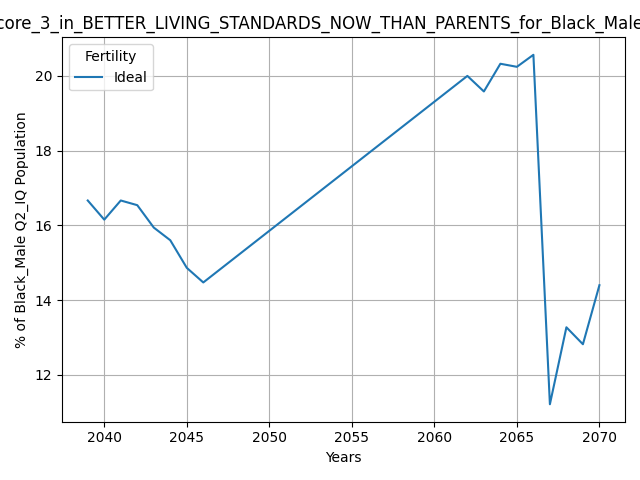 core_3_in_BETTER_LIVING_STANDARDS_NOW_THAN_PARENTS_for_Black_Male
Fertility
Ideal
% of Black_Male Q2_IQ Population
20
18
16
14
12
2040 2045 2050 2055 2060 2065 2070
Years